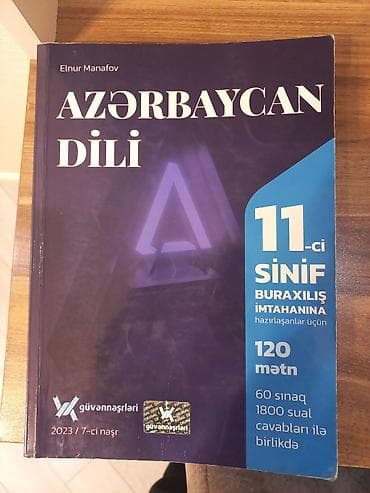 Elnur Manafov
AZƏRBAYCAN
DİLİ
11-ci
SİNİF
BURAXILIŞ
İMTAHANINA
hazırlaşanlar üçün
120
mətn
60 sınaq
1800 sual
cavabları ilə
birlikdə
güvənnəşrləri
güvənnəşrləri
2023 / 7-ci nəşr